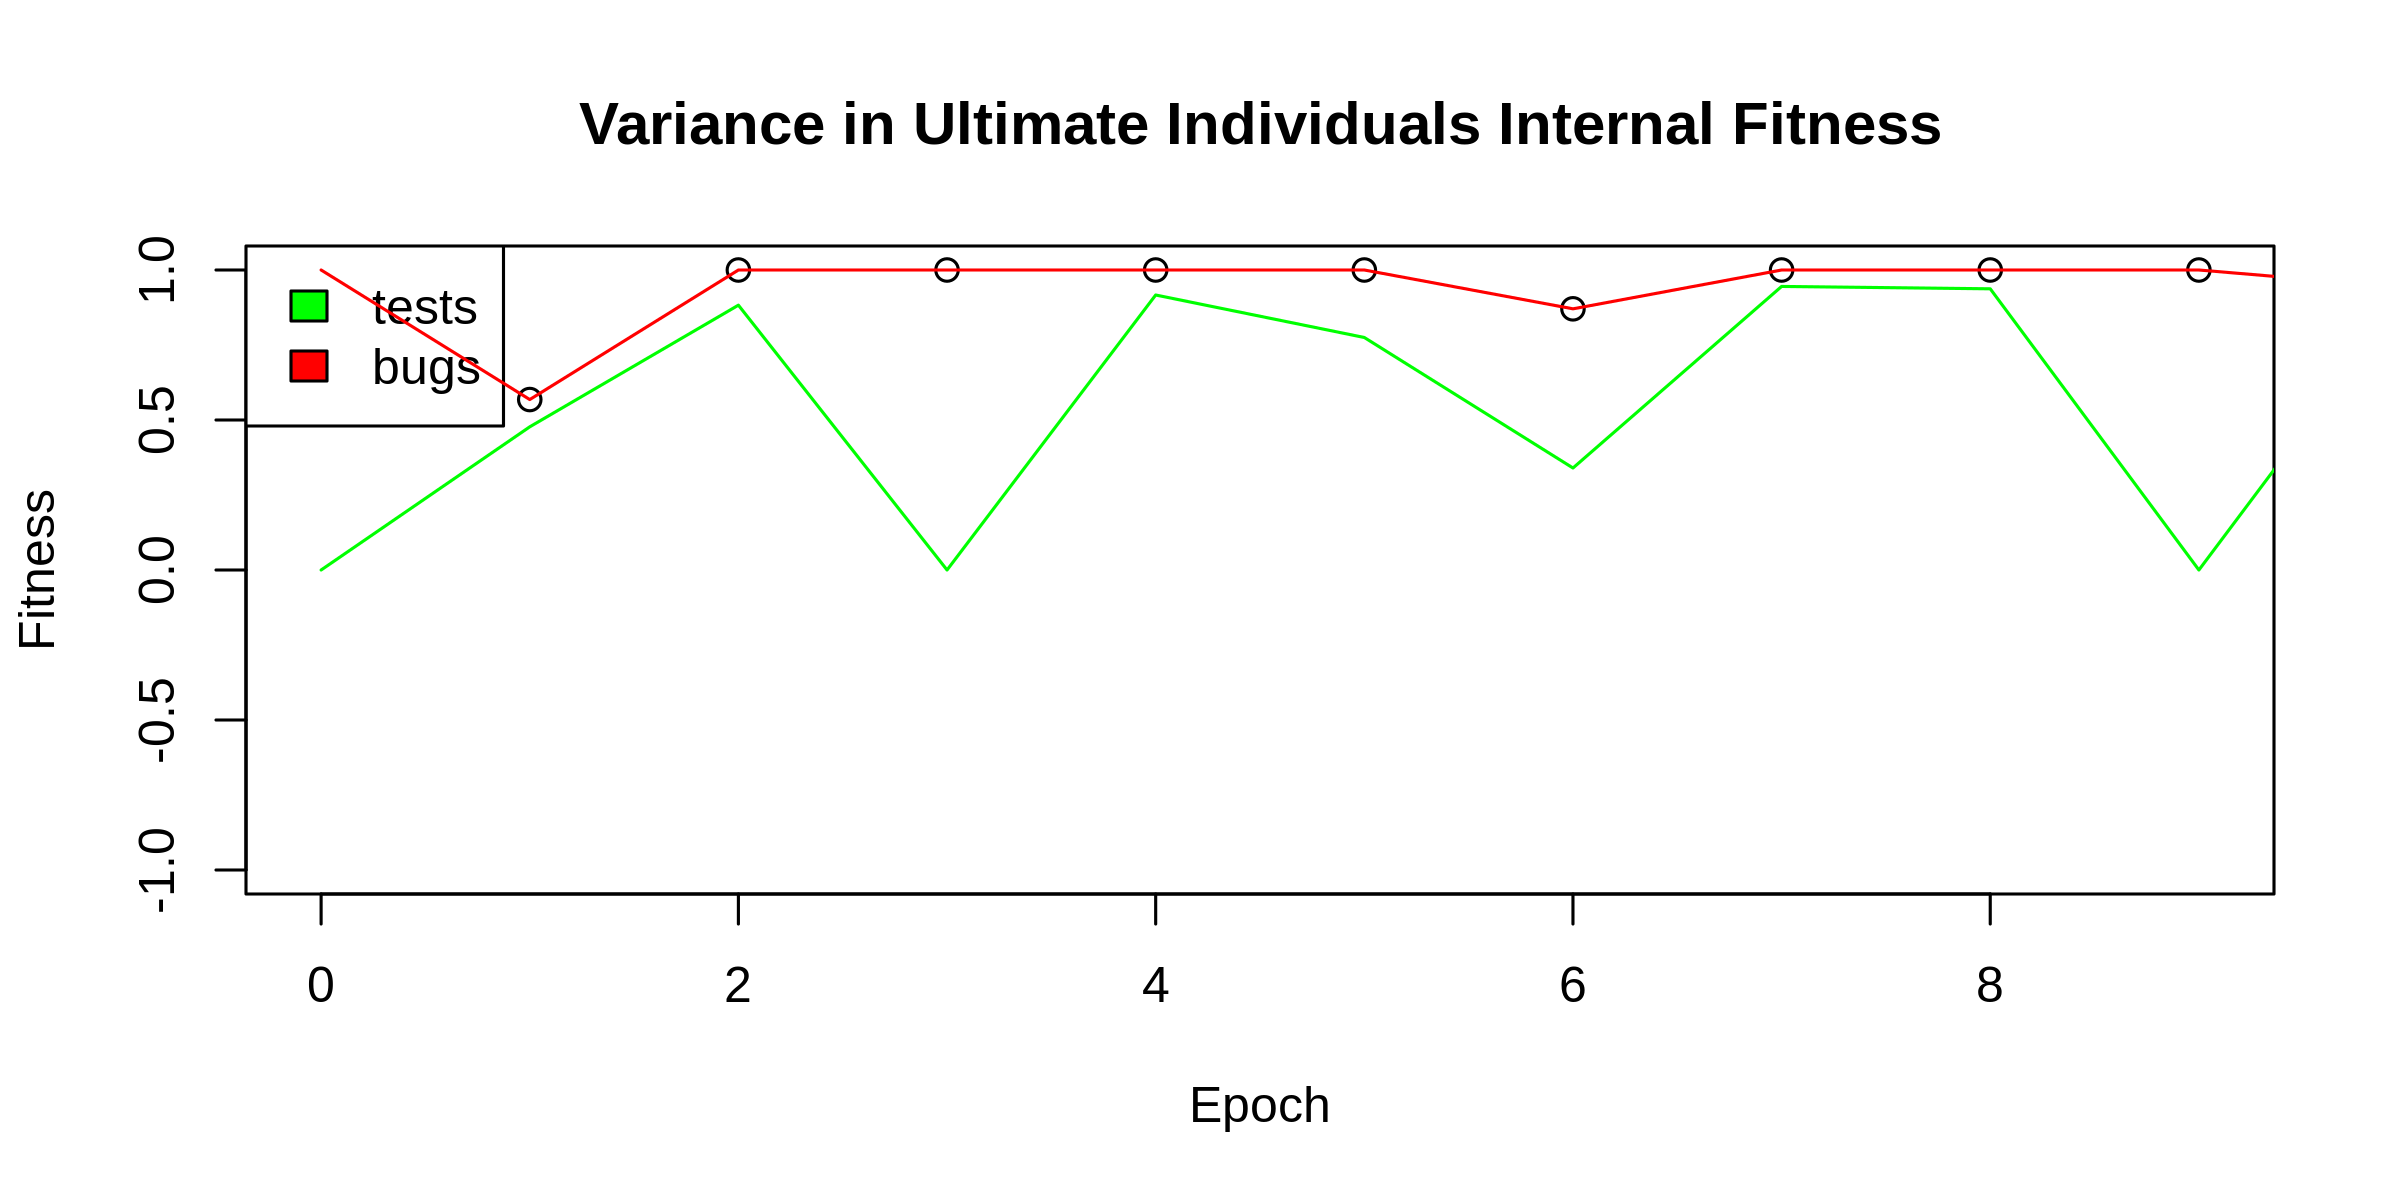 Variance in Ultimate Individuals Internal Fitness
tests
bugs
1.0
0.5
0.0
-0.5
-1.0
Fitness
0 2 4 6 8
Epoch